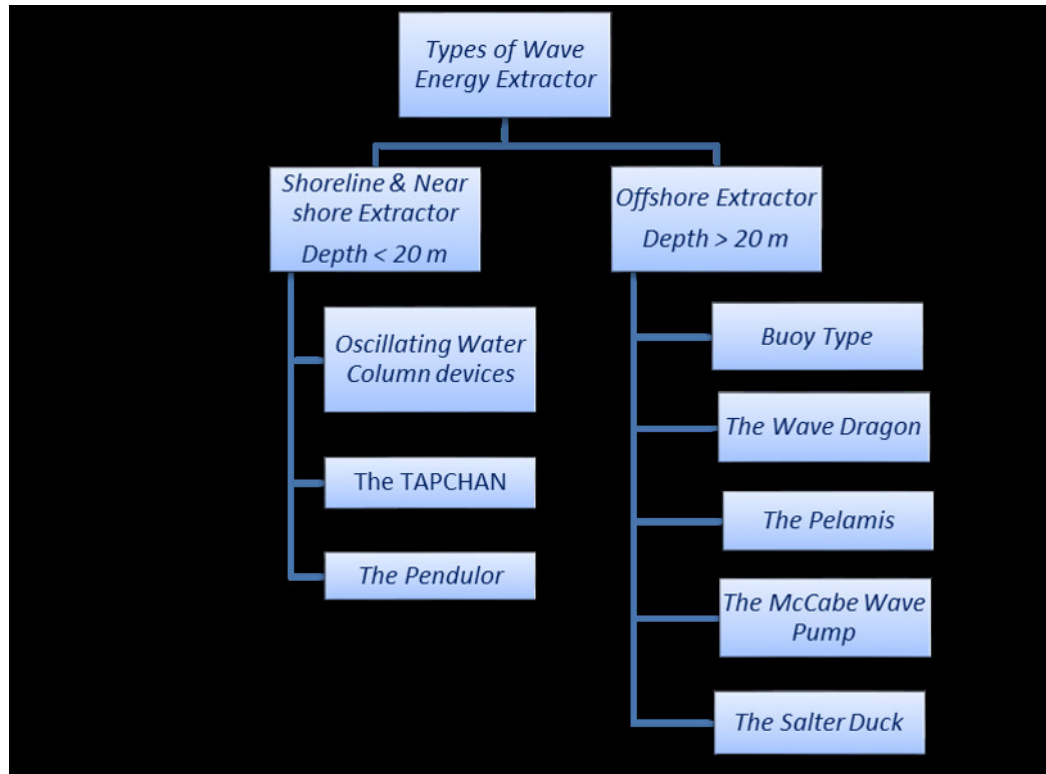 Types of Wave
Energy Extractor
Shoreline & Near
shore Extractor
Depth < 20 m
Offshore Extractor
Depth > 20 m
Oscillating Water
Column devices
The TAPCHAN
The Pendulor
Buoy Type
The Wave Dragon
The Pelamis
The McCabe Wave
Pump
The Salter Duck